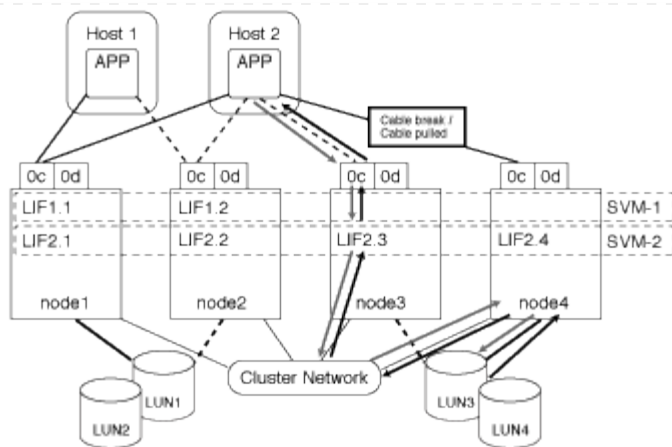 Host 1
Host 2
APP
APP
Cable break /
Cable pulled
0c 0d
0c 0d
0c 0d
0c 0d
LIF1.1
LIF1.2
SVM-1
LIF2.1
LIF2.2
LIF2.3
LIF2.4
SVM-2
node1
node2
node3
node4
Cluster Network
LUN1
LUN2
LUN3
LUN4